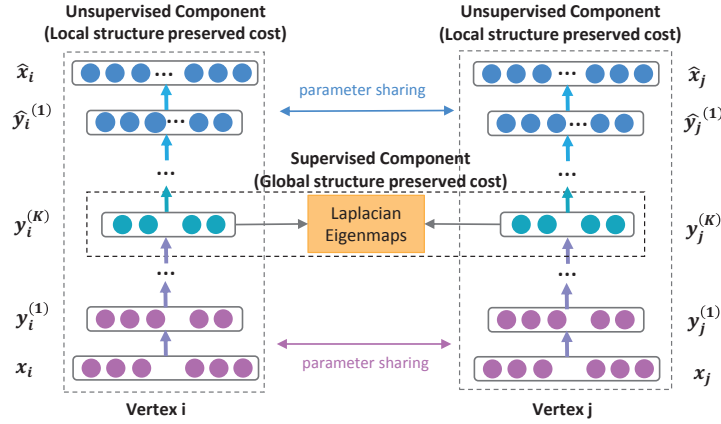 Unsupervised Component
(Local structure preserved cost)
Unsupervised Component
(Local structure preserved cost)
x̂ᵢ
...
...
x̂ⱼ
parameter sharing
ŷᵢ⁽¹⁾
...
...
ŷⱼ⁽¹⁾
Supervised Component
(Global structure preserved cost)
...
...
yᵢ⁽ᴷ⁾
Laplacian
Eigenmaps
yⱼ⁽ᴷ⁾
...
...
yᵢ⁽¹⁾
yⱼ⁽¹⁾
parameter sharing
xᵢ
xⱼ
Vertex i
Vertex j